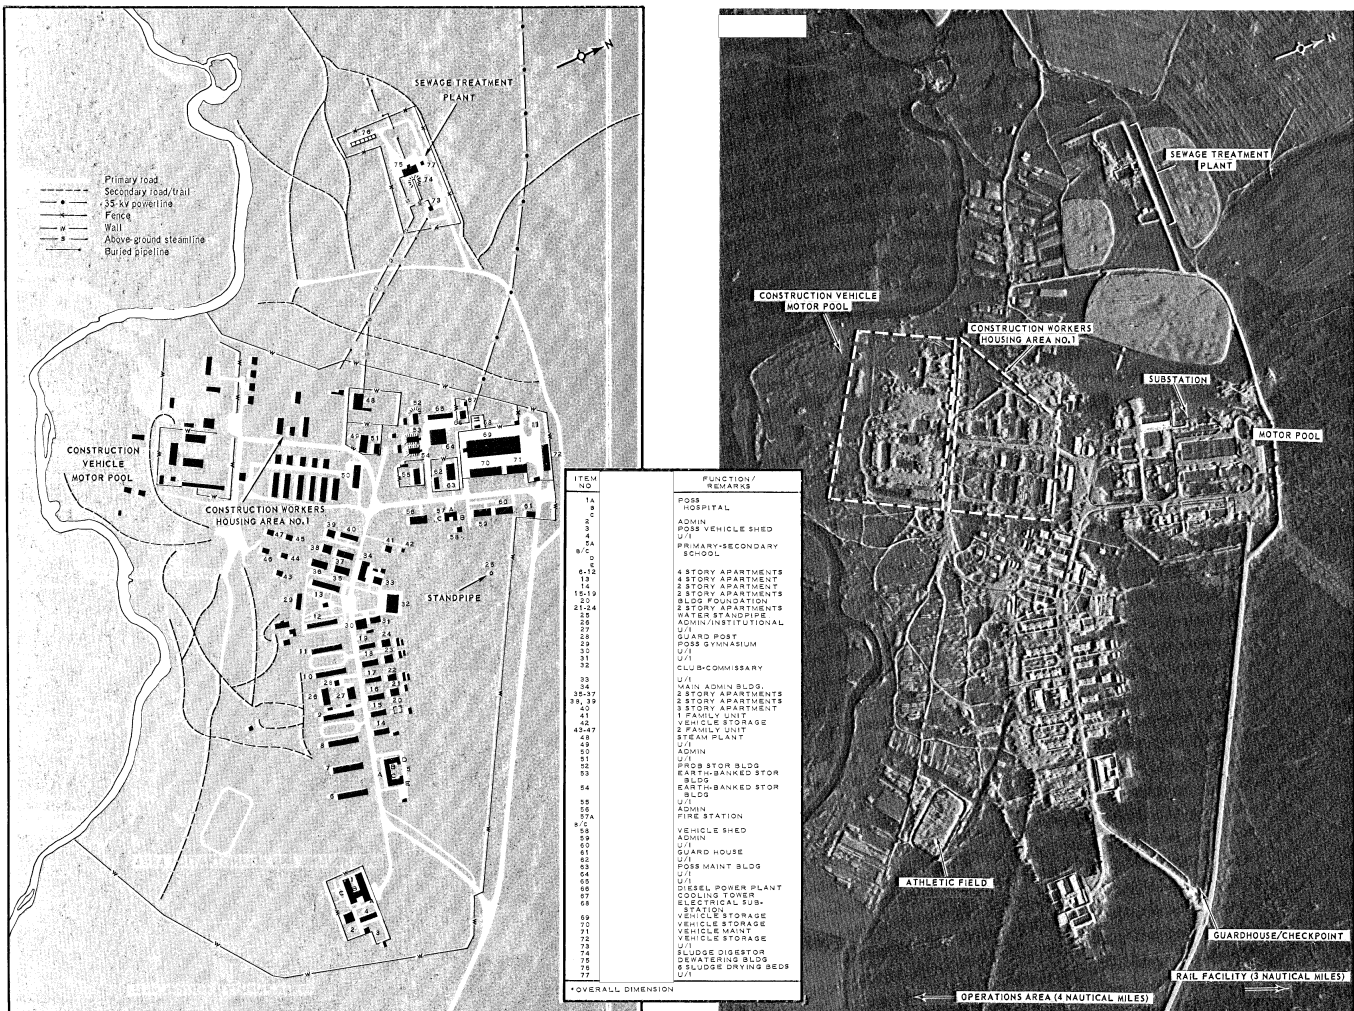 N
SEWAGE TREATMENT
PLANT
76
75
77
74
73
Primary road
Secondary road/trail
35-kv powerline
Fence
Wall
Above-ground steamline
Buried pipeline
CONSTRUCTION
VEHICLE
MOTOR POOL
CONSTRUCTION WORKERS
HOUSING AREA NO.1
STANDPIPE
ITEM
NO
FUNCTION/
REMARKS
1A POSS
B HOSPITAL
C
2 ADMIN
3 POSS VEHICLE SHED
4 U/I
5A PRIMARY-SECONDARY
B/C SCHOOL
D
E
6-12 4 STORY APARTMENTS
13 4 STORY APARTMENT
14 2 STORY APARTMENT
15-19 2 STORY APARTMENTS
20 BLDG FOUNDATION
21-24 2 STORY APARTMENTS
25 WATER STANDPIPE
26 ADMIN/INSTITUTIONAL
27 U/I
28 GUARD POST
29 POSS GYMNASIUM
30 U/I
31 U/I
32 CLUB-COMMISSARY
33 U/I
34 MAIN ADMIN BLDG.
35-37 2 STORY APARTMENTS
38, 39 2 STORY APARTMENTS
40 3 STORY APARTMENT
41 1 FAMILY UNIT
42 VEHICLE STORAGE
43-47 2 FAMILY UNIT
48 STEAM PLANT
49 U/I
50 ADMIN
51 U/I
52 PROB STOR BLDG
53 EARTH-BANKED STOR
BLDG
54 EARTH-BANKED STOR
BLDG
55 U/I
56 ADMIN
57A FIRE STATION
B/C
58 VEHICLE SHED
59 ADMIN
60 U/I
61 GUARD HOUSE
62 U/I
63 POSS MAINT BLDG
64 U/I
65 U/I
66 DIESEL POWER PLANT
67 COOLING TOWER
68 ELECTRICAL SUB-
STATION
69 VEHICLE STORAGE
70 VEHICLE STORAGE
71 VEHICLE MAINT
72 VEHICLE STORAGE
73 U/I
74 SLUDGE DIGESTOR
75 DEWATERING BLDG
76 6 SLUDGE DRYING BEDS
77 U/I
*OVERALL DIMENSION
N
SEWAGE TREATMENT
PLANT
CONSTRUCTION VEHICLE
MOTOR POOL
CONSTRUCTION WORKERS
HOUSING AREA NO.1
SUBSTATION
MOTOR POOL
ATHLETIC FIELD
GUARDHOUSE/CHECKPOINT
RAIL FACILITY (3 NAUTICAL MILES)
OPERATIONS AREA (4 NAUTICAL MILES)